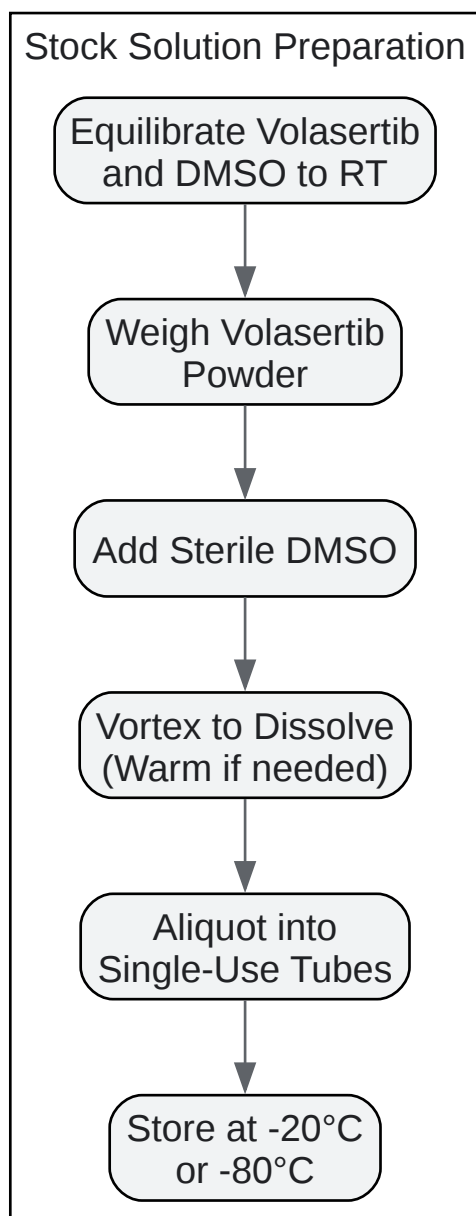 Stock Solution Preparation
Equilibrate Volasertib
and DMSO to RT
Weigh Volasertib
Powder
Add Sterile DMSO
Vortex to Dissolve
(Warm if needed)
Aliquot into
Single-Use Tubes
Store at -20°C
or -80°C